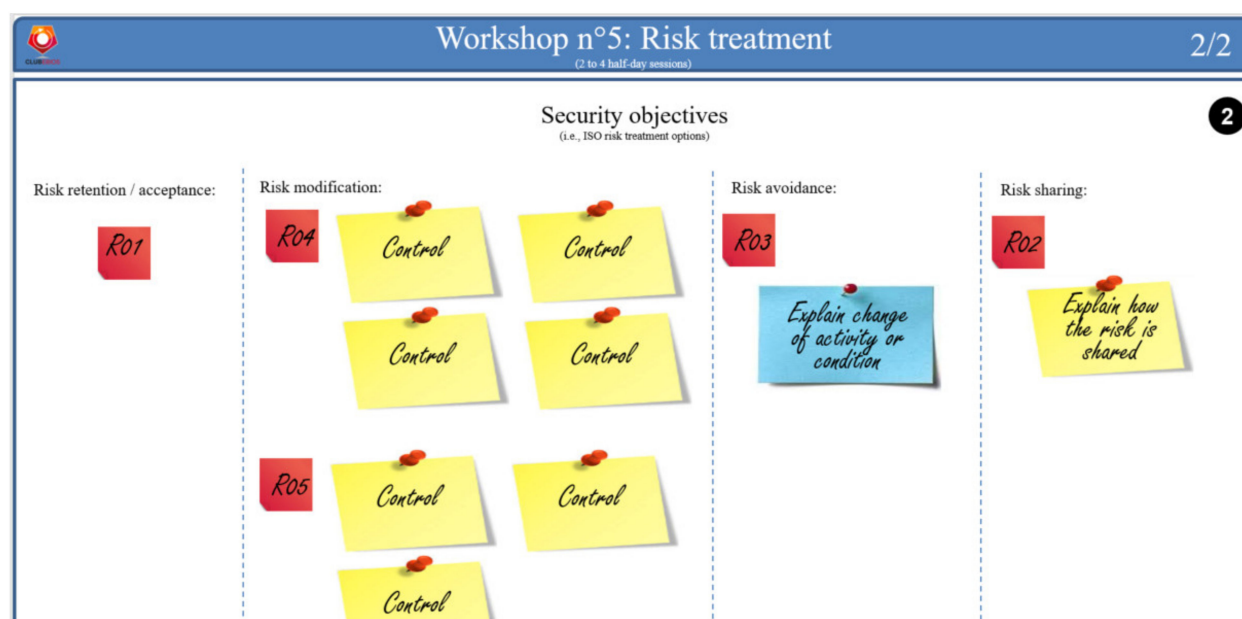 Workshop n°5: Risk treatment
(2 to 4 half-day sessions)
2/2
Security objectives
(i.e., ISO risk treatment options)
2
Risk retention / acceptance:
R01
Risk modification:
R04
Control
Control
Control
Control
R05
Control
Control
Control
Risk avoidance:
R03
Explain change
of activity or
condition
Risk sharing:
R02
Explain how
the risk is
shared